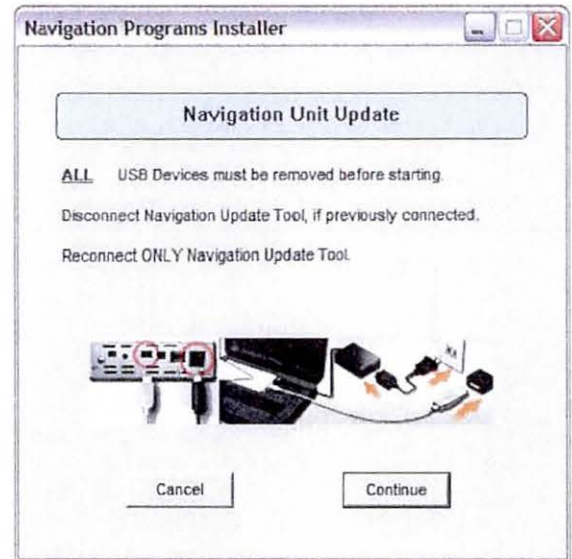 Navigation Programs Installer
Navigation Unit Update
ALL USB Devices must be removed before starting.
Disconnect Navigation Update Tool, if previously connected.
Reconnect ONLY Navigation Update Tool.
Cancel
Continue